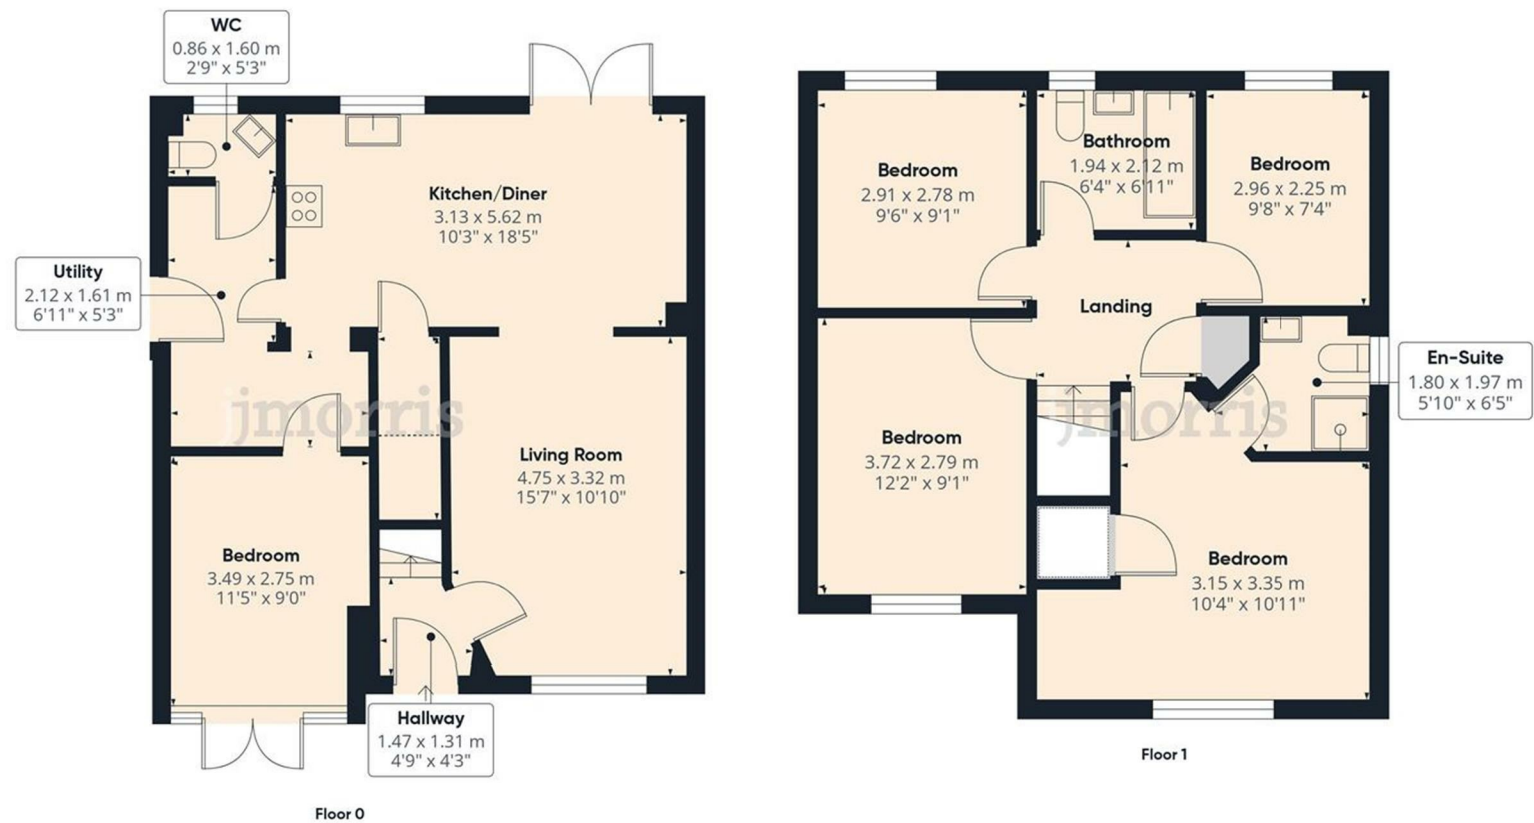 WC
0.86 x 1.60 m
2'9" x 5'3"
Kitchen/Diner
3.13 x 5.62 m
10'3" x 18'5"
Utility
2.12 x 1.61 m
6'11" x 5'3"
jmorris
Living Room
4.75 x 3.32 m
15'7" x 10'10"
Bedroom
3.49 x 2.75 m
11'5" x 9'0"
Hallway
1.47 x 1.31 m
4'9" x 4'3"
Floor 0
Bedroom
2.91 x 2.78 m
9'6" x 9'1"
Bathroom
1.94 x 2.12 m
6'4" x 6'11"
Bedroom
2.96 x 2.25 m
9'8" x 7'4"
Landing
En-Suite
1.80 x 1.97 m
5'10" x 6'5"
jmorris
Bedroom
3.72 x 2.79 m
12'2" x 9'1"
Bedroom
3.15 x 3.35 m
10'4" x 10'11"
Floor 1